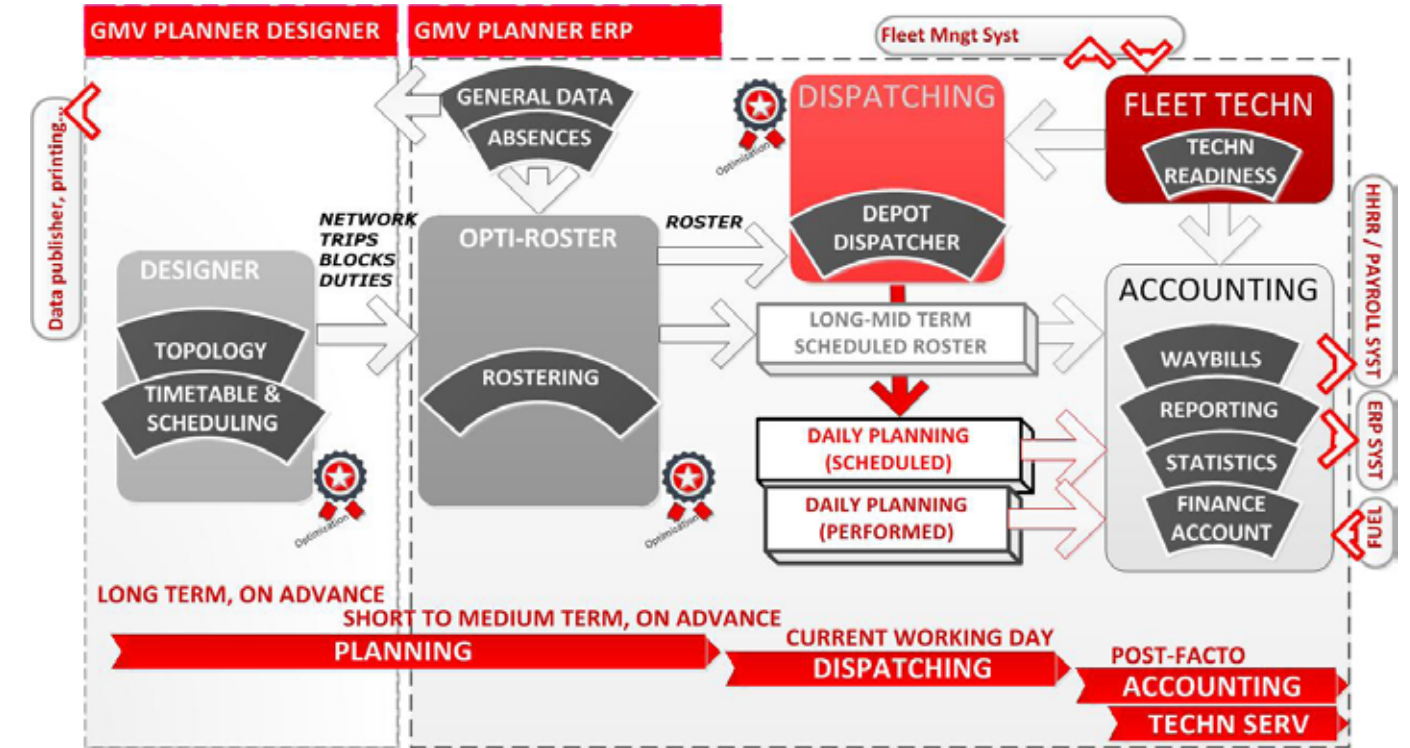 GMV PLANNER DESIGNER
GMV PLANNER ERP
Fleet Mngt Syst
Data publisher, printing...
GENERAL DATA
ABSENCES
Optimization
DISPATCHING
DEPOT
DISPATCHER
FLEET TECHN
TECHN
READINESS
HHRR / PAYROLL SYST
ERP SYST
FUEL
NETWORK
TRIPS
BLOCKS
DUTIES
DESIGNER
TOPOLOGY
TIMETABLE &
SCHEDULING
Optimization
OPTI-ROSTER
ROSTERING
Optimization
ROSTER
LONG-MID TERM
SCHEDULED ROSTER
DAILY PLANNING
(SCHEDULED)
DAILY PLANNING
(PERFORMED)
ACCOUNTING
WAYBILLS
REPORTING
STATISTICS
FINANCE
ACCOUNT
LONG TERM, ON ADVANCE
SHORT TO MEDIUM TERM, ON ADVANCE
PLANNING
CURRENT WORKING DAY
DISPATCHING
POST-FACTO
ACCOUNTING
TECHN SERV